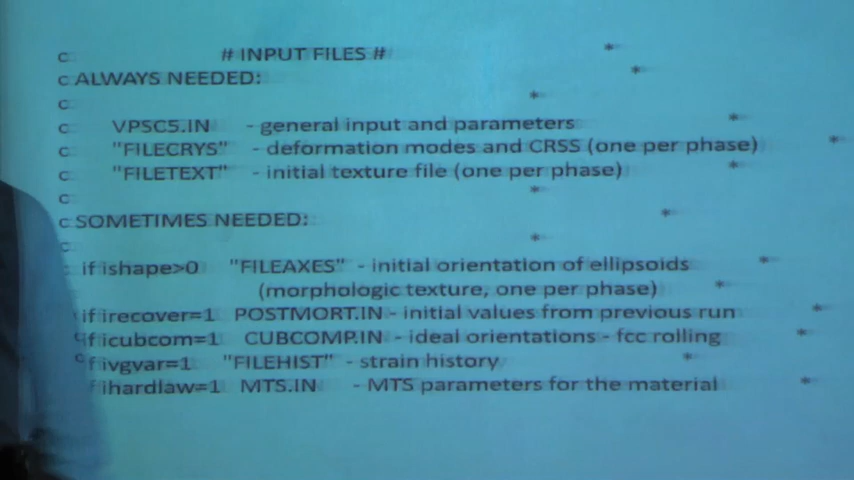 c # INPUT FILES # *
c ALWAYS NEEDED: *
c *
c VPSC5.IN - general input and parameters *
c "FILECRYS" - deformation modes and CRSS (one per phase) *
c "FILETEXT" - initial texture file (one per phase) *
c *
c SOMETIMES NEEDED: *
c *
if ishape>0 "FILEAXES" - initial orientation of ellipsoids *
(morphologic texture, one per phase) *
if irecover=1 POSTMORT.IN - initial values from previous run *
c if icubcom=1 CUBCOMP.IN - ideal orientations - fcc rolling *
c if ivgvar=1 "FILEHIST" - strain history *
f ihardlaw=1 MTS.IN - MTS parameters for the material *